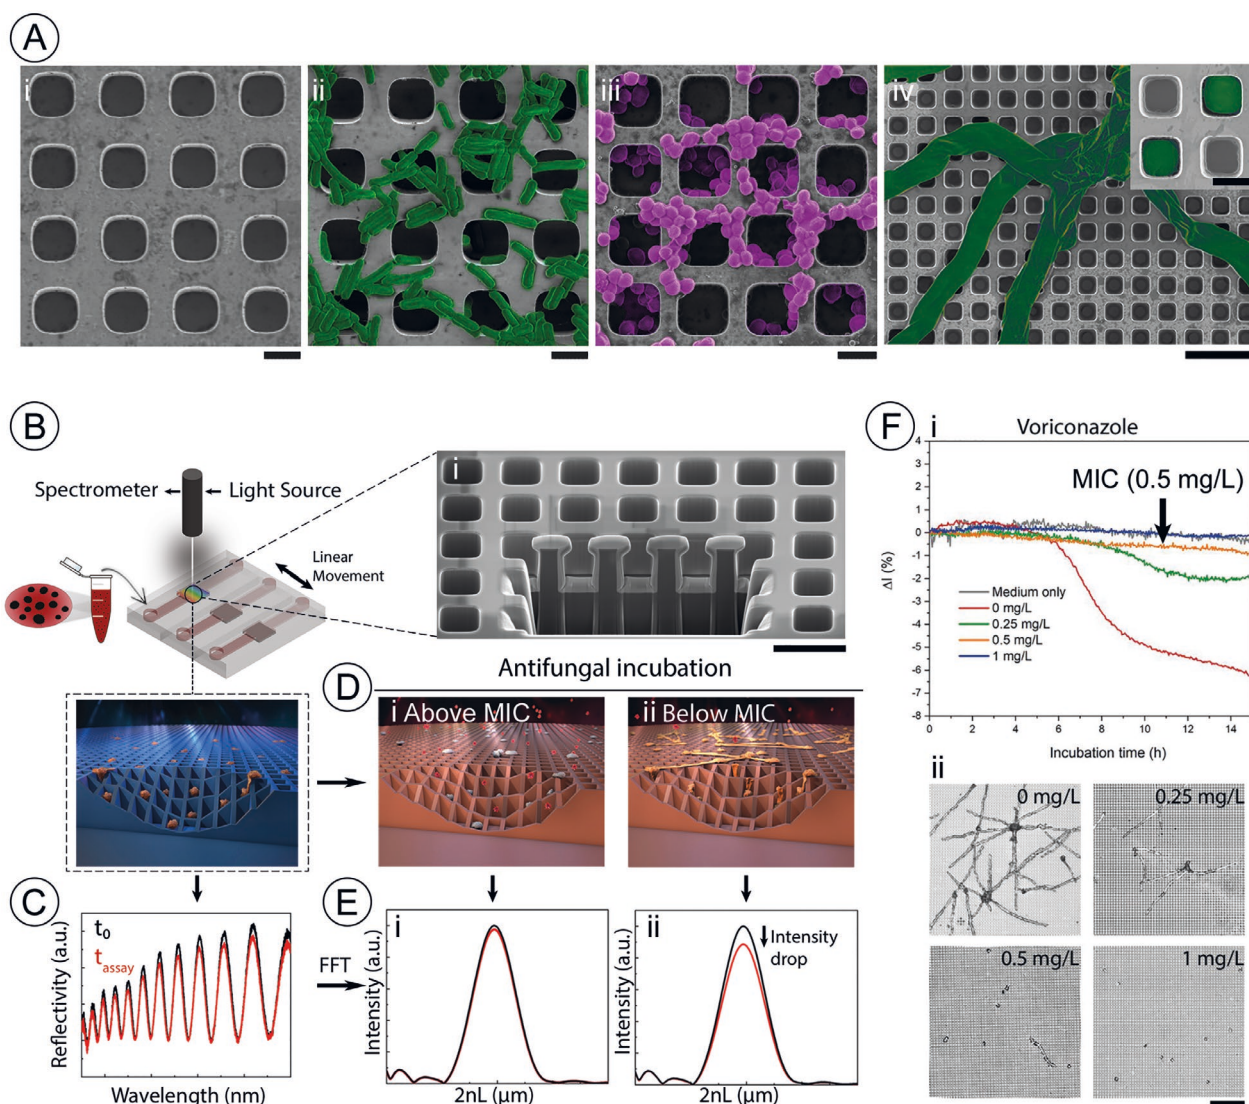 A
i
ii
iii
iv
B
Spectrometer
Light Source
Linear
Movement
i
F
i
Voriconazole
MIC (0.5 mg/L)
4
3
2
1
0
-1
-2
-3
-4
-5
-6
-7
-8
ΔI (%)
Medium only
0 mg/L
0.25 mg/L
0.5 mg/L
1 mg/L
0
2
4
6
8
10
12
14
Incubation time (h)
Antifungal incubation
D
i Above MIC
ii Below MIC
ii
0 mg/L
0.25 mg/L
0.5 mg/L
1 mg/L
C
t0
tassay
Reflectivity (a.u.)
Wavelength (nm)
FFT
E
i
Intensity (a.u.)
2nL (μm)
ii
Intensity
drop
Intensity (a.u.)
2nL (μm)